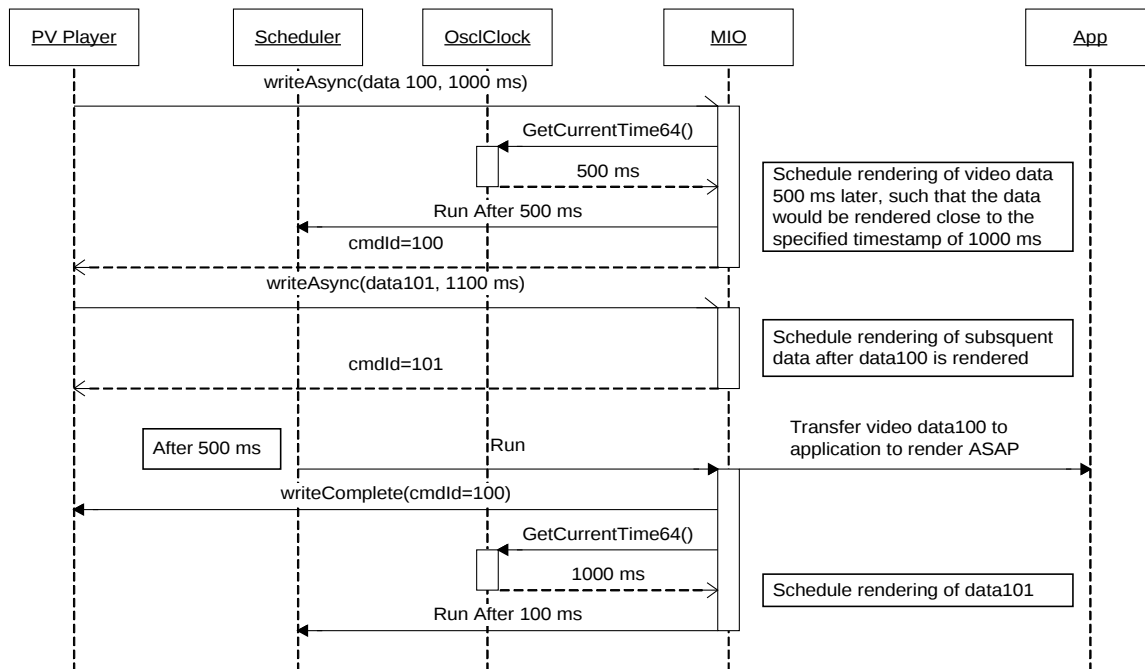 PV Player
Scheduler
OsclClock
MIO
App
writeAsync(data 100, 1000 ms)
GetCurrentTime64()
500 ms
Schedule rendering of video data
500 ms later, such that the data
would be rendered close to the
specified timestamp of 1000 ms
Run After 500 ms
cmdId=100
writeAsync(data101, 1100 ms)
Schedule rendering of subsquent
data after data100 is rendered
cmdId=101
After 500 ms
Run
Transfer video data100 to
application to render ASAP
writeComplete(cmdId=100)
GetCurrentTime64()
1000 ms
Schedule rendering of data101
Run After 100 ms